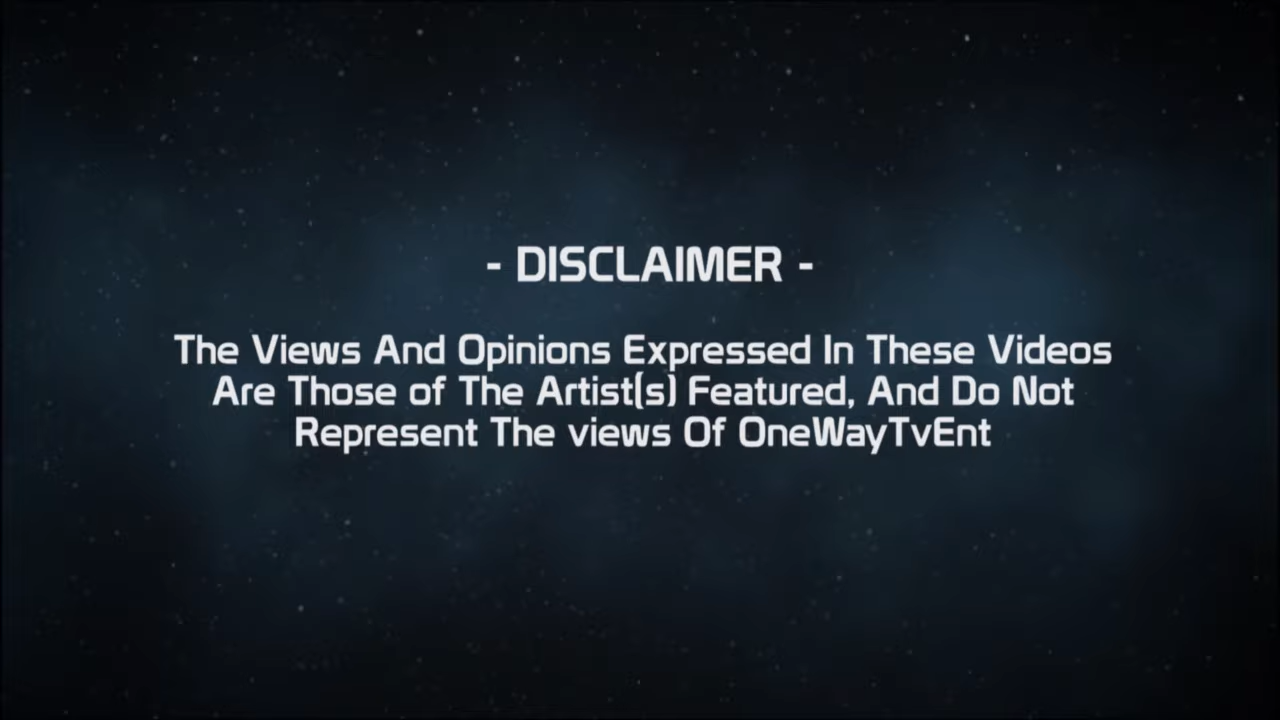 - DISCLAIMER -
The Views And Opinions Expressed In These Videos
Are Those of The Artist(s) Featured, And Do Not
Represent The views Of OneWayTvEnt